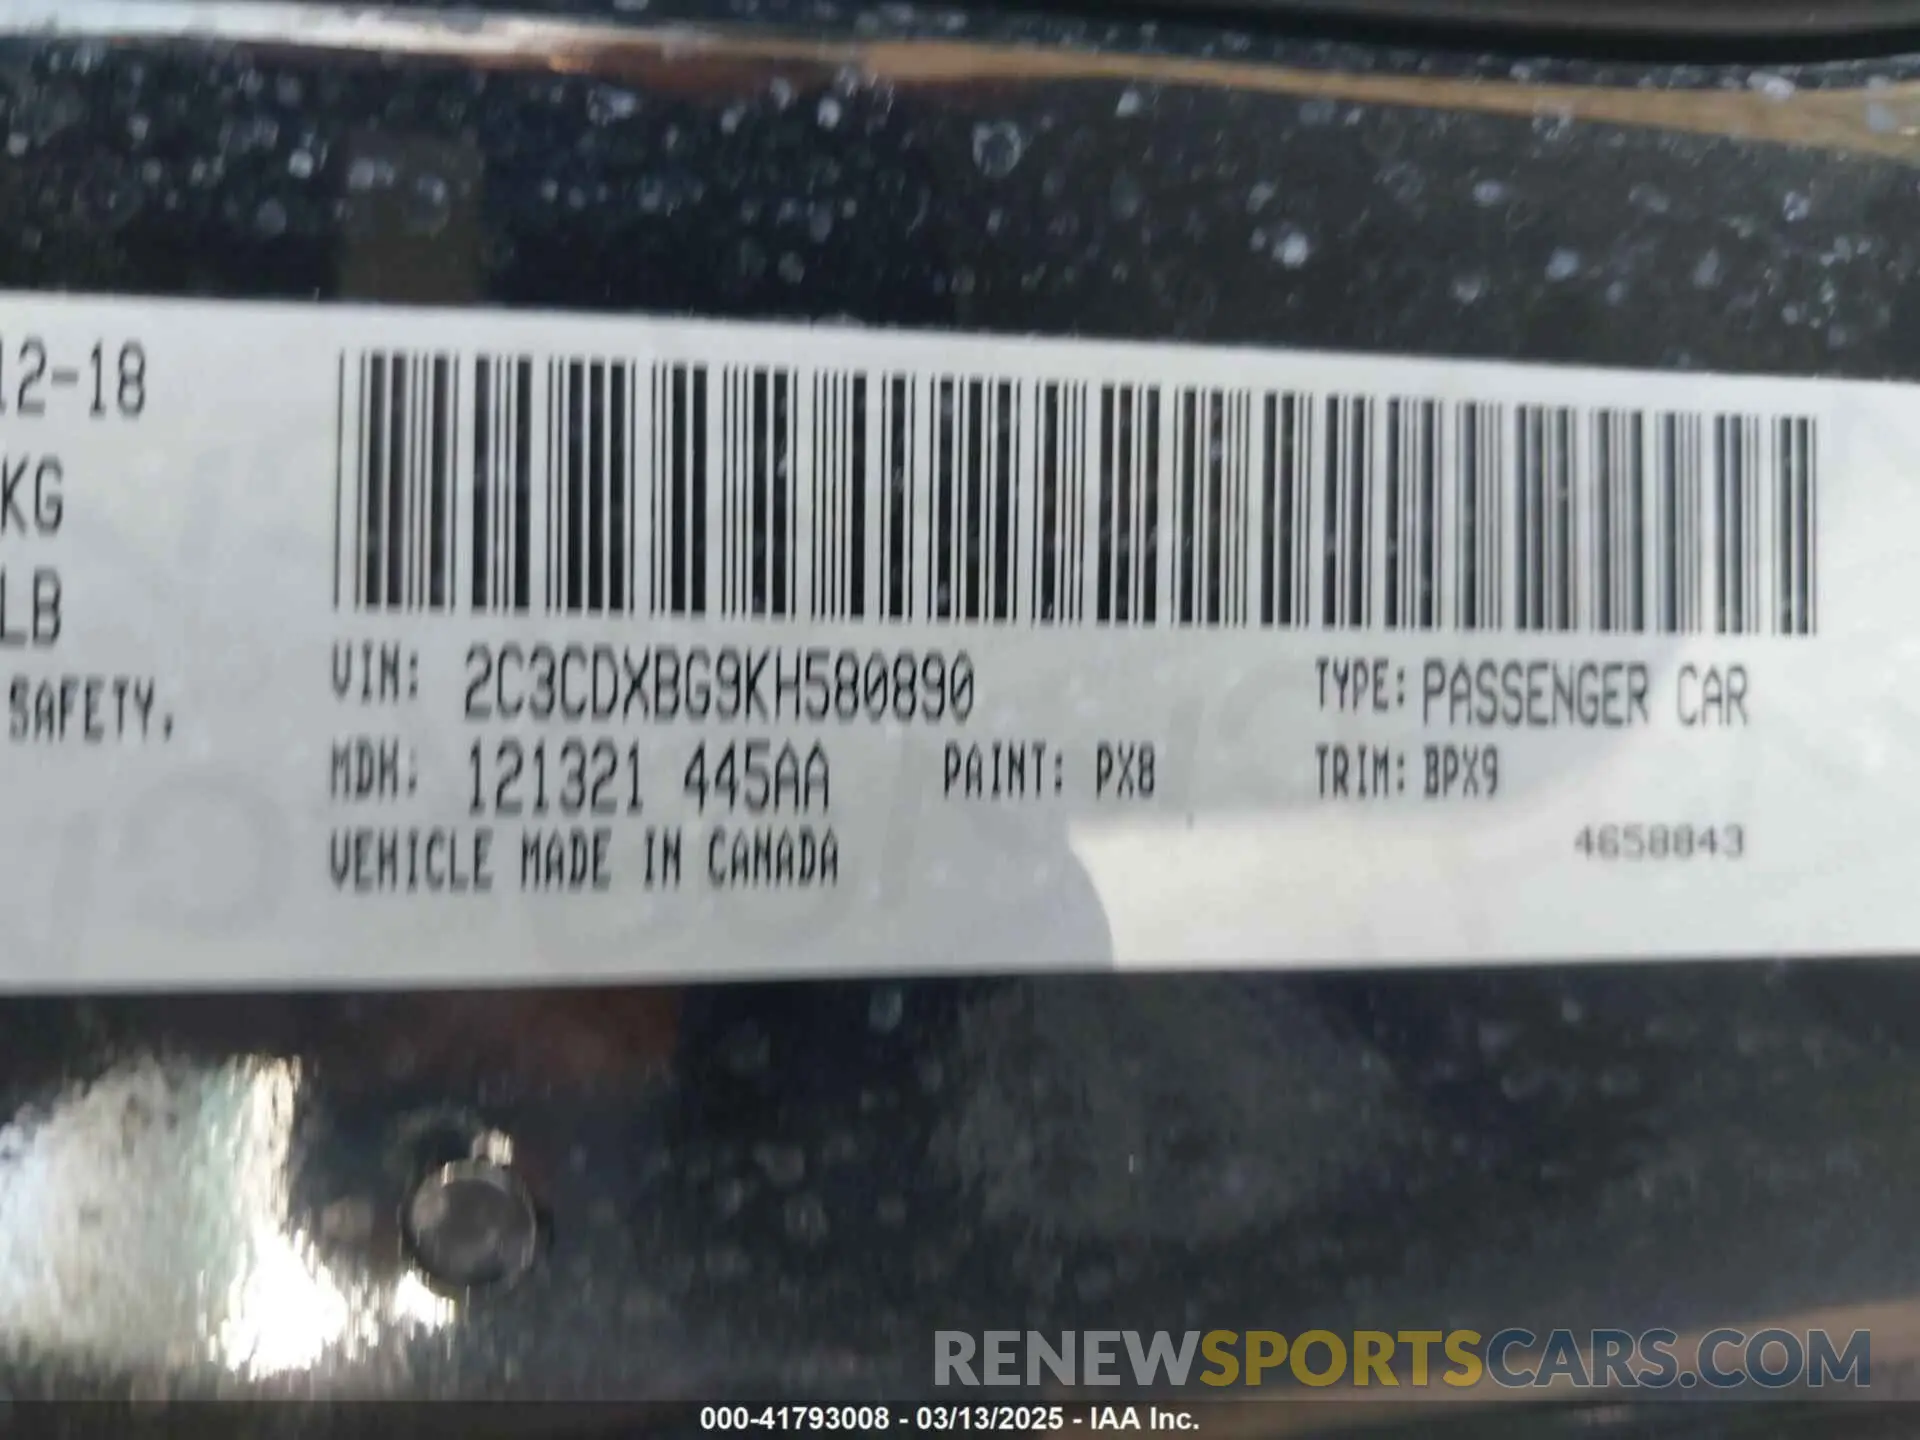 12-18
KG
LB
SAFETY.
VIN: 2C3CDXBG9KH580890
TYPE: PASSENGER CAR
MDH: 121321 445AA
PAINT: PX8
TRIM: BPX9
VEHICLE MADE IN CANADA
4658843
RENEWSPORTSCARS.COM
000-41793008 - 03/13/2025 - IAA Inc.